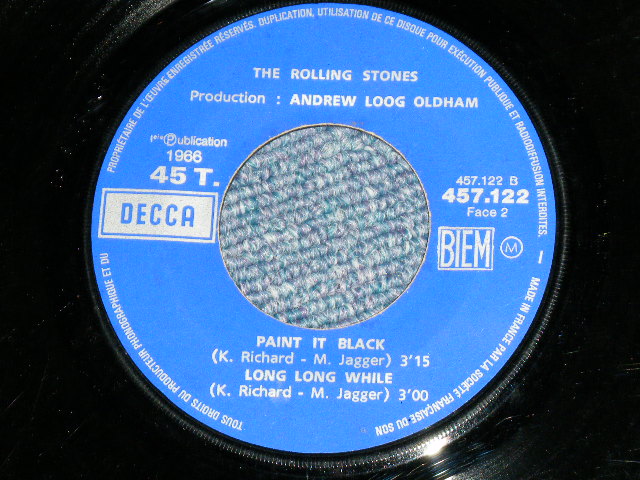 PROPRIÉTAIRE DE L'ŒUVRE ENREGISTRÉE RÉSERVÉS. DUPLICATION, UTILISATION DE CE DISQUE POUR EXÉCUTION PUBLIQUE ET RADIODIFFUSION INTERDITES.
THE ROLLING STONES
Production : ANDREW LOOG OLDHAM
1ère Ⓟublication
1966
45 T.
DECCA
457.122 B
457.122
Face 2
BIEM
Ⓜ
I
PAINT IT BLACK
(K. Richard - M. Jagger) 3'15
LONG LONG WHILE
(K. Richard - M. Jagger) 3'00
TOUS DROITS DU PRODUCTEUR PHONOGRAPHIQUE ET DU
MADE IN FRANCE PAR LA SOCIÉTÉ FRANÇAISE DU SON